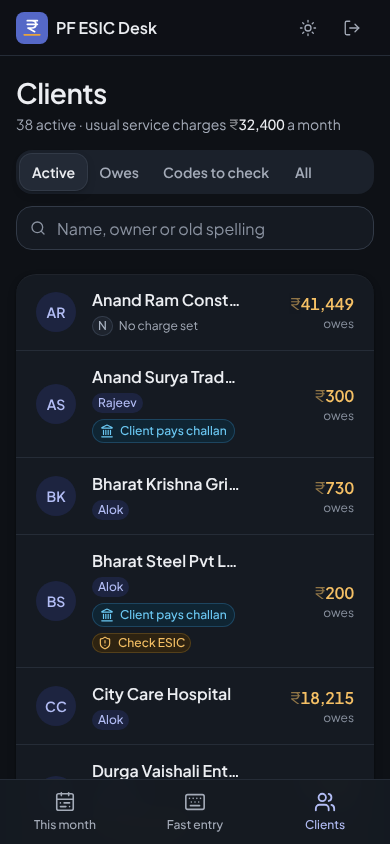 ₹ PF ESIC Desk
Clients
38 active · usual service charges ₹32,400 a month
Active Owes Codes to check All
Name, owner or old spelling
AR Anand Ram Const... ₹41,449
N No charge set owes
AS Anand Surya Trad... ₹300
Rajeev owes
Client pays challan
BK Bharat Krishna Gri... ₹730
Alok owes
BS Bharat Steel Pvt L... ₹200
Alok owes
Client pays challan
Check ESIC
CC City Care Hospital ₹18,215
Alok owes
Durga Vaishali Ent...
This month Fast entry Clients